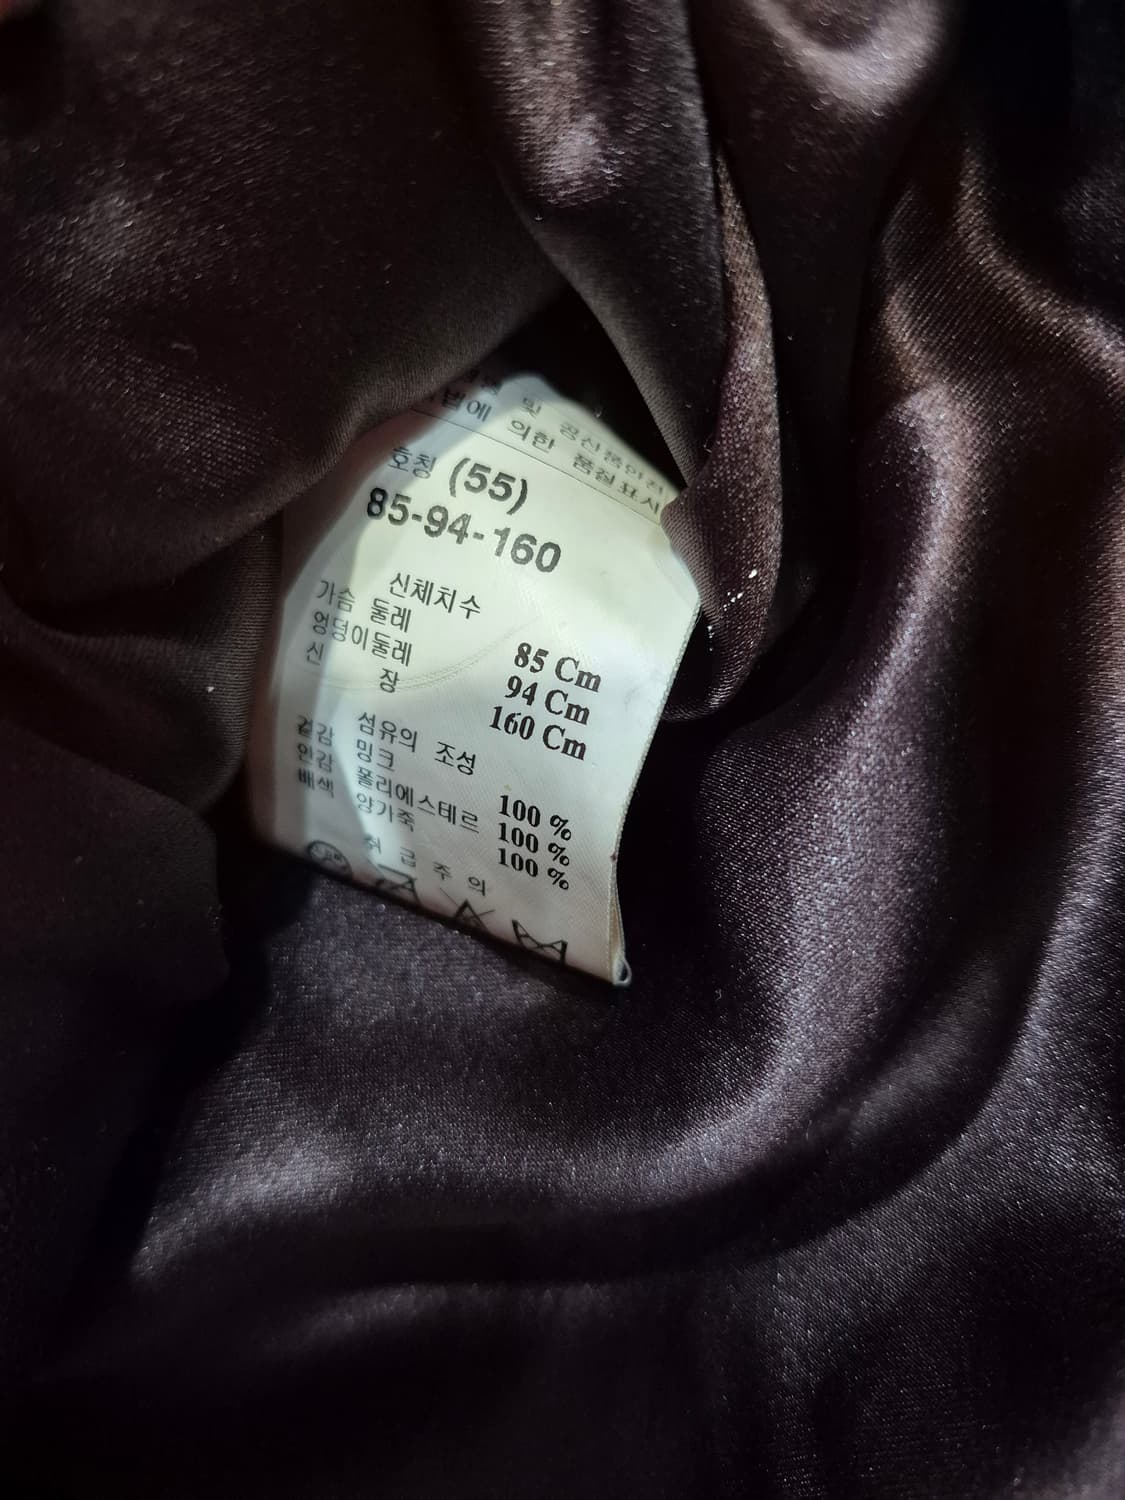 법에 의한 품질표시
호칭 (55)
85-94-160
신체치수
가슴 둘레 85 Cm
엉덩이둘레 94 Cm
신 장 160 Cm
섬유의 조성
겉감 밍크 100 %
안감 폴리에스테르 100 %
배색 양가죽 100 %
취 급 주 의